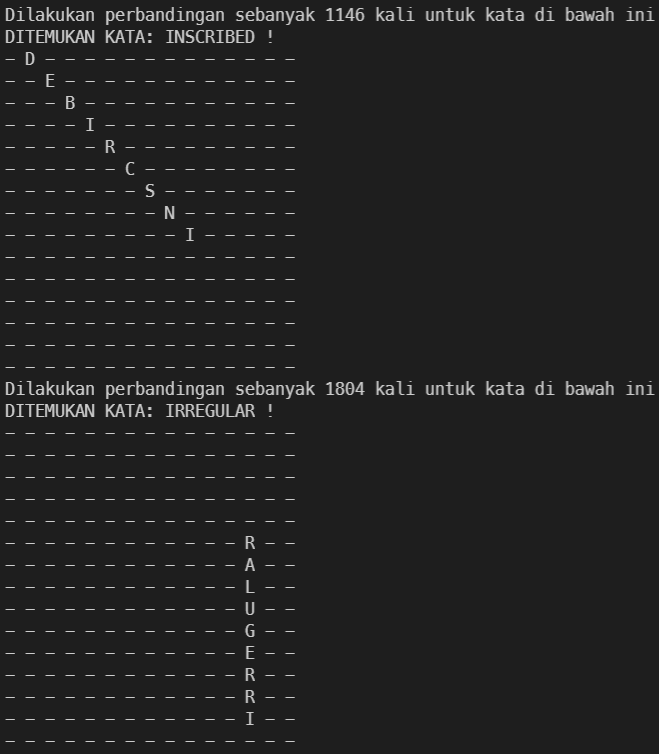 Dilakukan perbandingan sebanyak 1146 kali untuk kata di bawah ini
DITEMUKAN KATA: INSCRIBED !
- D - - - - - - - - - - - - -
- - E - - - - - - - - - - - -
- - - B - - - - - - - - - - -
- - - - I - - - - - - - - - -
- - - - - R - - - - - - - - -
- - - - - - C - - - - - - - -
- - - - - - - S - - - - - - -
- - - - - - - - N - - - - - -
- - - - - - - - - I - - - - -
- - - - - - - - - - - - - - -
- - - - - - - - - - - - - - -
- - - - - - - - - - - - - - -
- - - - - - - - - - - - - - -
- - - - - - - - - - - - - - -
- - - - - - - - - - - - - - -
Dilakukan perbandingan sebanyak 1804 kali untuk kata di bawah ini
DITEMUKAN KATA: IRREGULAR !
- - - - - - - - - - - - - - -
- - - - - - - - - - - - - - -
- - - - - - - - - - - - - - -
- - - - - - - - - - - - - - -
- - - - - - - - - - - - - - -
- - - - - - - - - - - - R - -
- - - - - - - - - - - - A - -
- - - - - - - - - - - - L - -
- - - - - - - - - - - - U - -
- - - - - - - - - - - - G - -
- - - - - - - - - - - - E - -
- - - - - - - - - - - - R - -
- - - - - - - - - - - - R - -
- - - - - - - - - - - - I - -
- - - - - - - - - - - - - - -